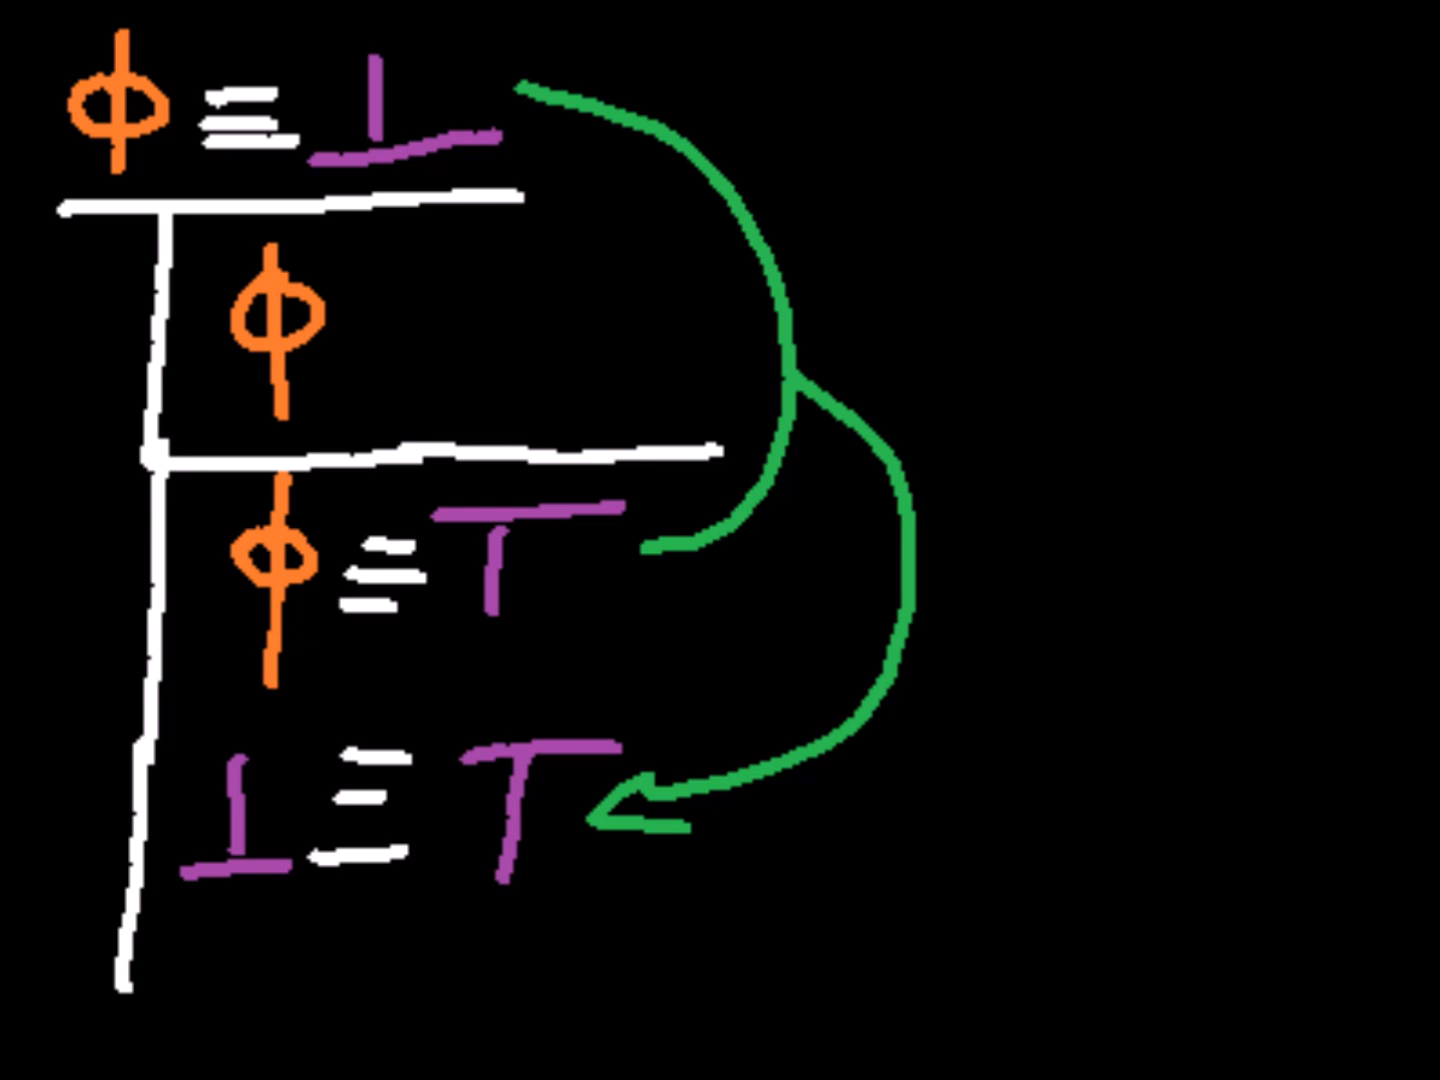 ϕ ≡ ⊥
ϕ
ϕ ≡ ⊤
⊥ ≡ ⊤